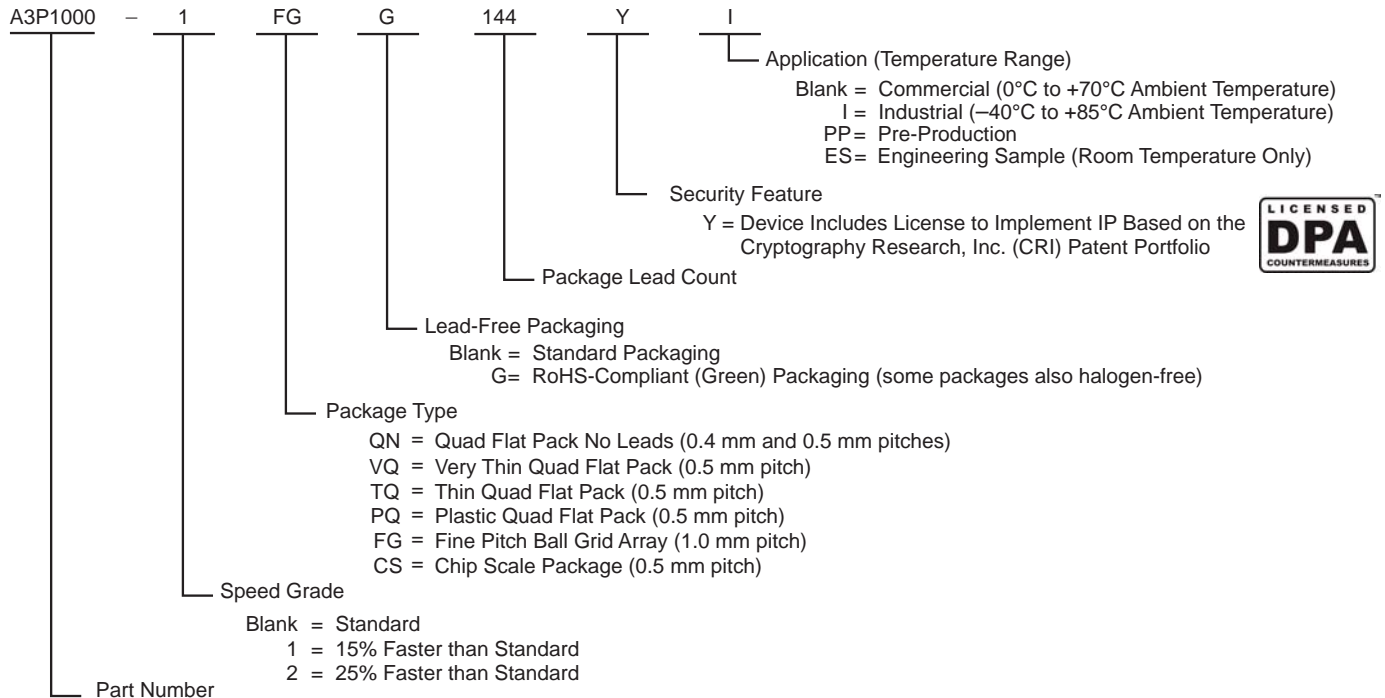 A3P1000 – 1 FG G 144 Y I
Application (Temperature Range)
Blank = Commercial (0°C to +70°C Ambient Temperature)
I = Industrial (–40°C to +85°C Ambient Temperature)
PP = Pre-Production
ES = Engineering Sample (Room Temperature Only)
Security Feature
Y = Device Includes License to Implement IP Based on the
Cryptography Research, Inc. (CRI) Patent Portfolio
LICENSED
DPA
COUNTERMEASURES
Package Lead Count
Lead-Free Packaging
Blank = Standard Packaging
G= RoHS-Compliant (Green) Packaging (some packages also halogen-free)
Package Type
QN = Quad Flat Pack No Leads (0.4 mm and 0.5 mm pitches)
VQ = Very Thin Quad Flat Pack (0.5 mm pitch)
TQ = Thin Quad Flat Pack (0.5 mm pitch)
PQ = Plastic Quad Flat Pack (0.5 mm pitch)
FG = Fine Pitch Ball Grid Array (1.0 mm pitch)
CS = Chip Scale Package (0.5 mm pitch)
Speed Grade
Blank = Standard
1 = 15% Faster than Standard
2 = 25% Faster than Standard
Part Number